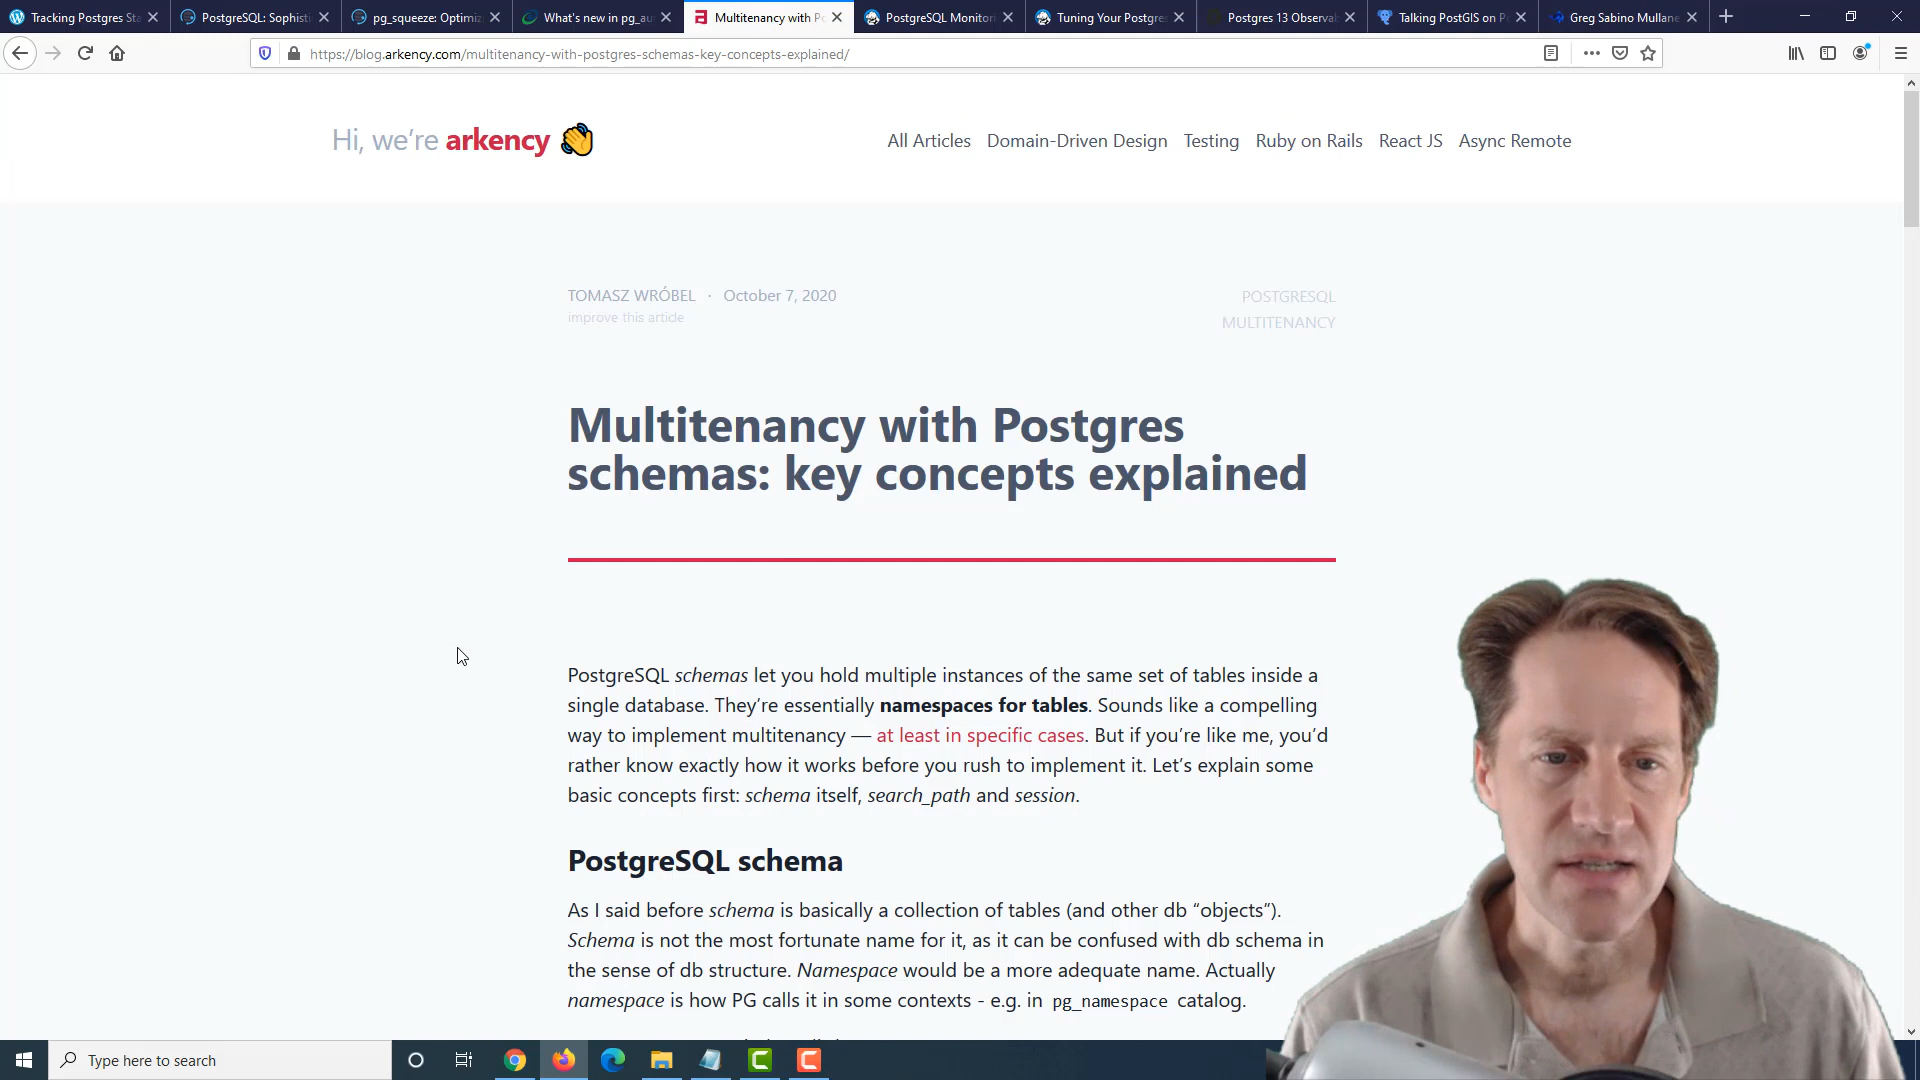 Tracking Postgres Sta
PostgreSQL: Sophisti
pg_squeeze: Optimiz
What's new in pg_au
Multitenancy with Po
PostgreSQL Monitori
Tuning Your Postgres
Postgres 13 Observab
Talking PostGIS on P
Greg Sabino Mullane
https://blog.arkency.com/multitenancy-with-postgres-schemas-key-concepts-explained/
Hi, we're arkency
All Articles Domain-Driven Design Testing Ruby on Rails React JS Async Remote
TOMASZ WRÓBEL · October 7, 2020
improve this article
POSTGRESQL
MULTITENANCY
Multitenancy with Postgres
schemas: key concepts explained
PostgreSQL schemas let you hold multiple instances of the same set of tables inside a
single database. They're essentially namespaces for tables. Sounds like a compelling
way to implement multitenancy — at least in specific cases. But if you're like me, you'd
rather know exactly how it works before you rush to implement it. Let's explain some
basic concepts first: schema itself, search_path and session.
PostgreSQL schema
As I said before schema is basically a collection of tables (and other db “objects”).
Schema is not the most fortunate name for it, as it can be confused with db schema in
the sense of db structure. Namespace would be a more adequate name. Actually
namespace is how PG calls it in some contexts - e.g. in pg_namespace catalog.
Type here to search